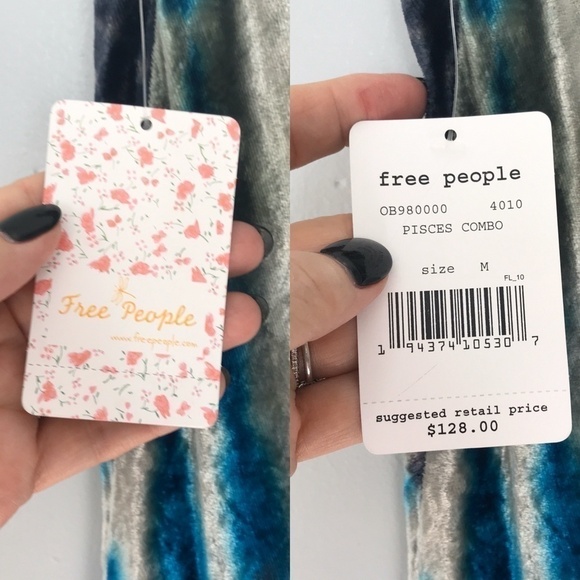 Free People
www.freepeople.com
free people
OB980000 4010
PISCES COMBO
size M
FL_10
1 94374 10530 7
suggested retail price
$128.00